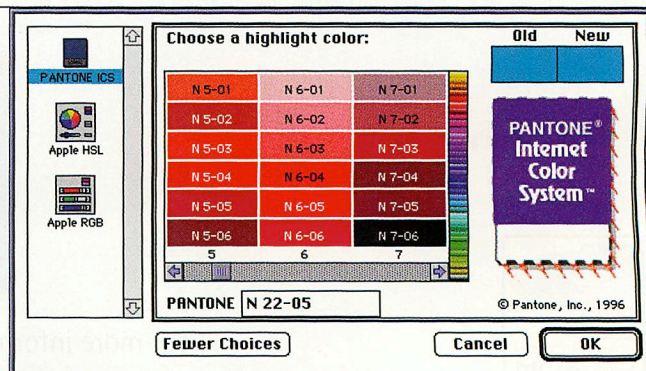 Choose a highlight color:
Old New
PANTONE ICS
Apple HSL
Apple RGB
N 5-01 N 6-01 N 7-01
N 5-02 N 6-02 N 7-02
N 5-03 N 6-03 N 7-03
N 5-04 N 6-04 N 7-04
N 5-05 N 6-05 N 7-05
N 5-06 N 6-06 N 7-06
5 6 7
PANTONE N 22-05
PANTONE®
Internet
Color
System™
© Pantone, Inc., 1996
Fewer Choices
Cancel
OK
more infor